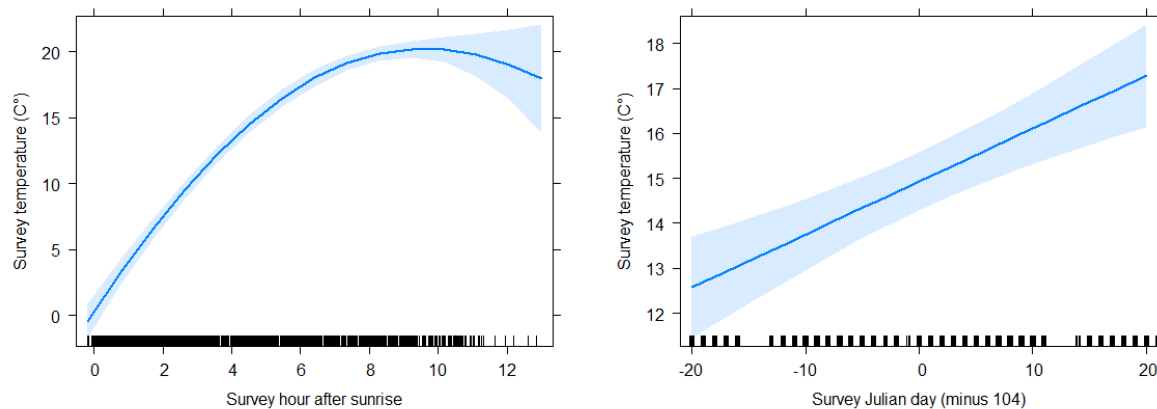 Survey temperature (C°)
20
15
10
5
0
0 2 4 6 8 10 12
Survey hour after sunrise
Survey temperature (C°)
18
17
16
15
14
13
12
-20 -10 0 10 20
Survey Julian day (minus 104)